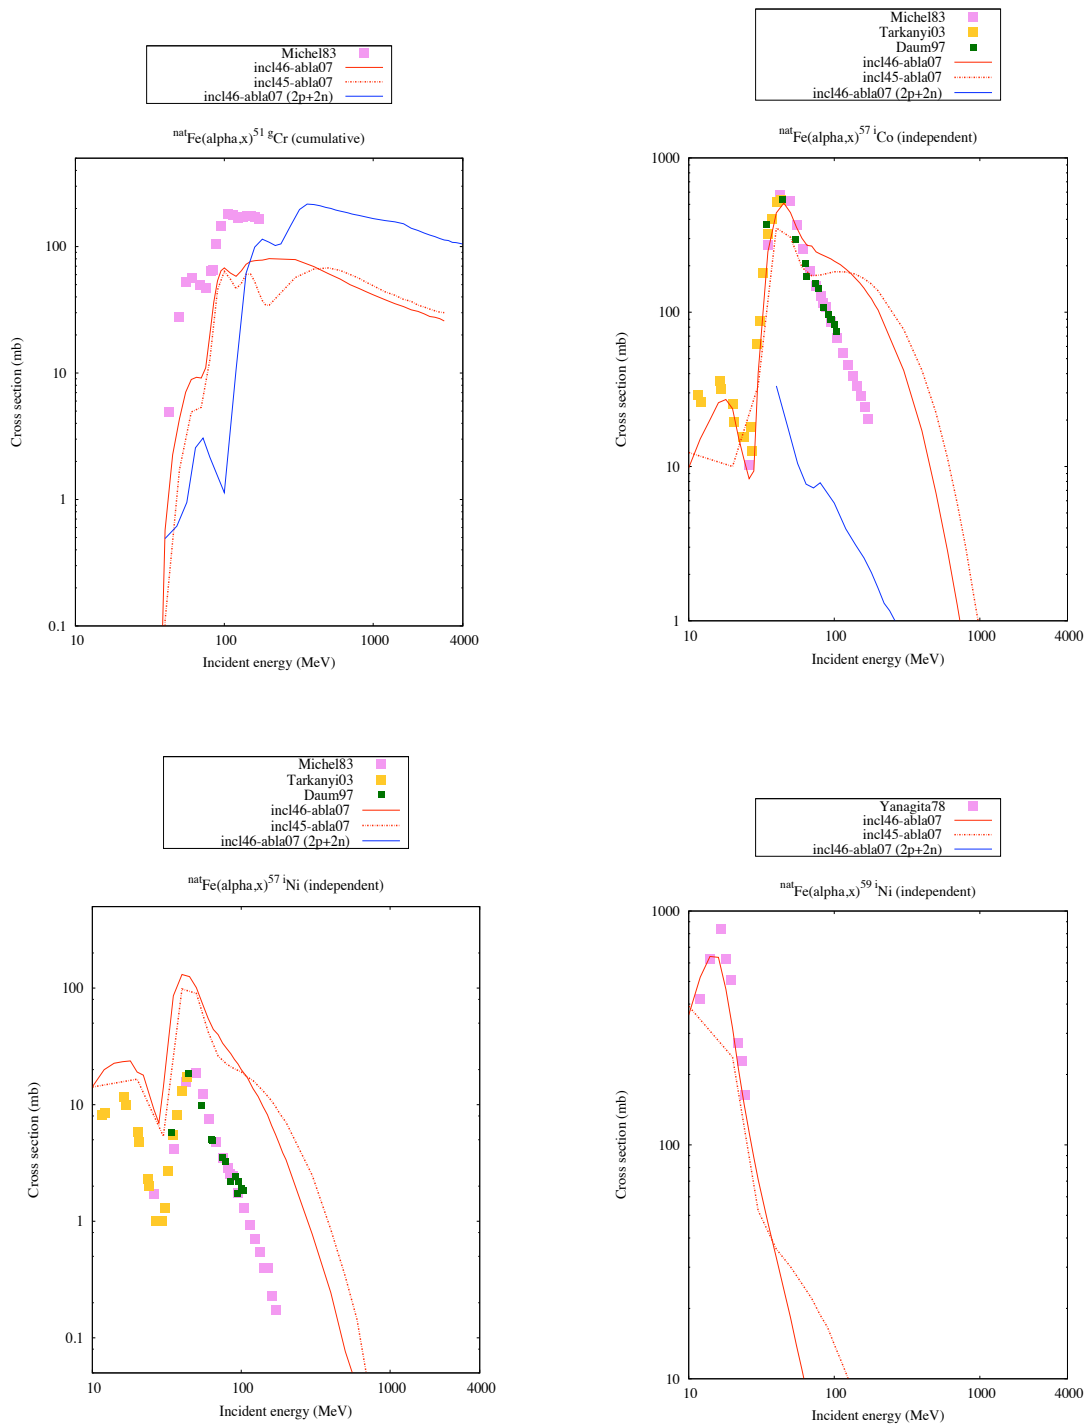 Michel83
incl46-abla07
incl45-abla07
incl46-abla07 (2p+2n)
natFe(alpha,x)51 gCr (cumulative)
Cross section (mb)
100
10
1
0.1
10
100
1000
4000
Incident energy (MeV)
Michel83
Tarkanyi03
Daum97
incl46-abla07
incl45-abla07
incl46-abla07 (2p+2n)
natFe(alpha,x)57 iCo (independent)
Cross section (mb)
1000
100
10
1
10
100
1000
4000
Incident energy (MeV)
Michel83
Tarkanyi03
Daum97
incl46-abla07
incl45-abla07
incl46-abla07 (2p+2n)
natFe(alpha,x)57 iNi (independent)
Cross section (mb)
100
10
1
0.1
10
100
1000
4000
Incident energy (MeV)
Yanagita78
incl46-abla07
incl45-abla07
incl46-abla07 (2p+2n)
natFe(alpha,x)59 iNi (independent)
Cross section (mb)
1000
100
10
10
100
1000
4000
Incident energy (MeV)